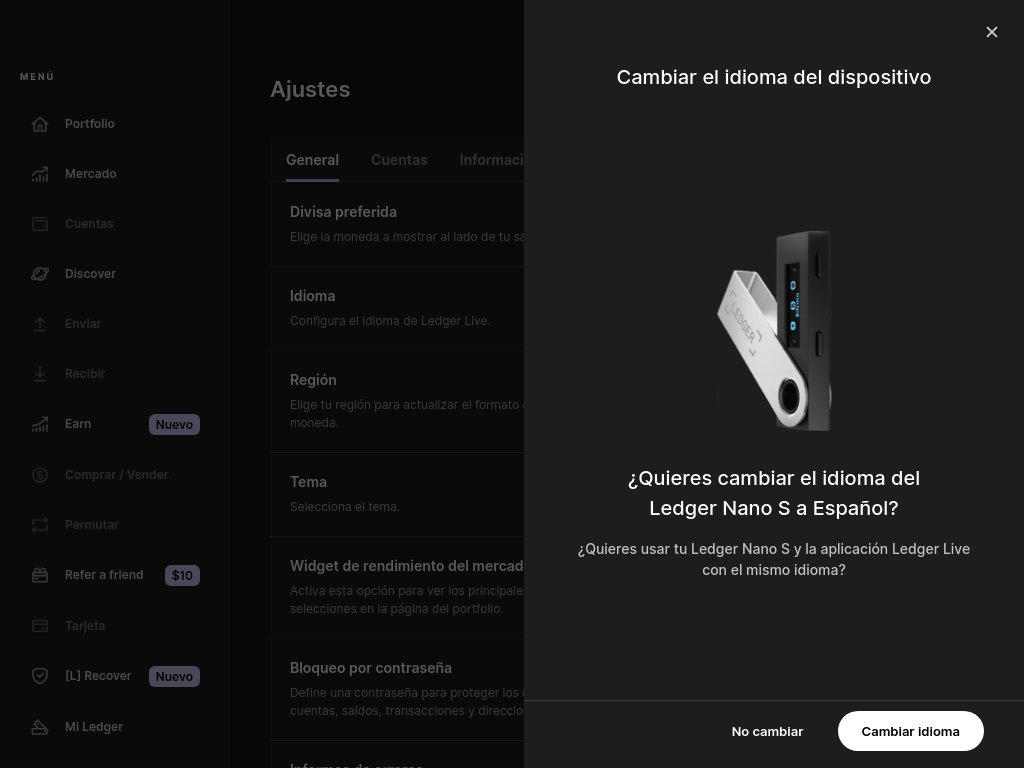 MENÚ
Portfolio
Mercado
Cuentas
Discover
Enviar
Recibir
Earn
Nuevo
Comprar / Vender
Permutar
Refer a friend
$10
Tarjeta
[L] Recover
Nuevo
Mi Ledger
Ajustes
General
Cuentas
Informaci
Divisa preferida
Elige la moneda a mostrar al lado de tu sa
Idioma
Configura el idioma de Ledger Live.
Región
Elige tu región para actualizar el formato
moneda.
Tema
Selecciona el tema.
Widget de rendimiento del mercad
Activa esta opción para ver los principale
selecciones en la página del portfolio.
Bloqueo por contraseña
Define una contraseña para proteger los
cuentas, saldos, transacciones y direccio
Informes de errores
Cambiar el idioma del dispositivo
LEDGER
Bitcoin
¿Quieres cambiar el idioma del
Ledger Nano S a Español?
¿Quieres usar tu Ledger Nano S y la aplicación Ledger Live
con el mismo idioma?
No cambiar
Cambiar idioma